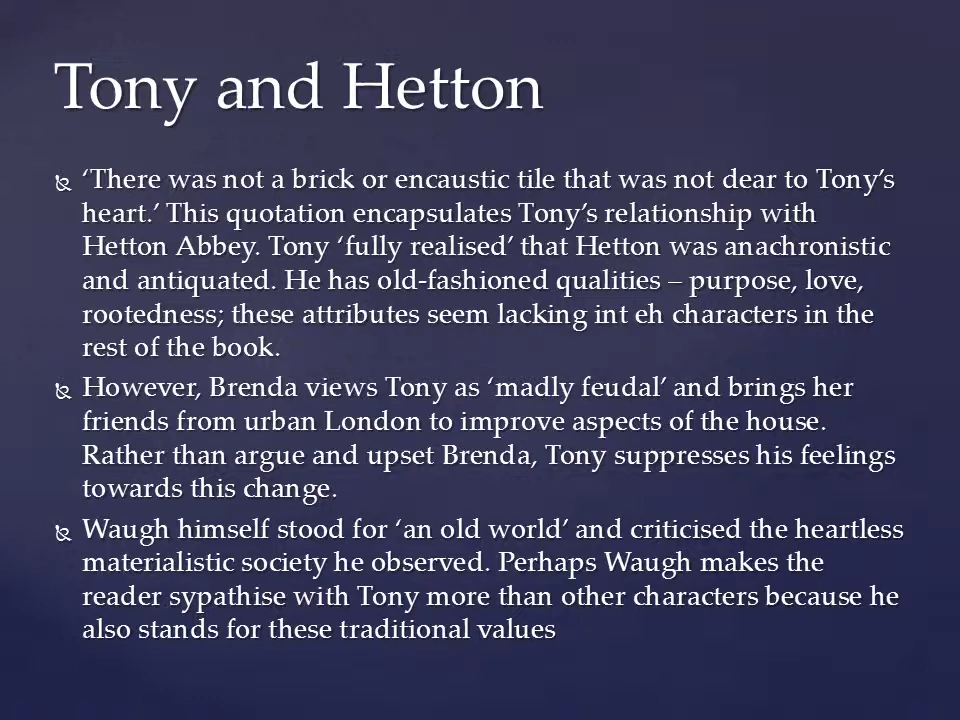 Tony and Hetton
‘There was not a brick or encaustic tile that was not dear to Tony’s
heart.’ This quotation encapsulates Tony’s relationship with
Hetton Abbey. Tony ‘fully realised’ that Hetton was anachronistic
and antiquated. He has old-fashioned qualities – purpose, love,
rootedness; these attributes seem lacking int eh characters in the
rest of the book.
However, Brenda views Tony as ‘madly feudal’ and brings her
friends from urban London to improve aspects of the house.
Rather than argue and upset Brenda, Tony suppresses his feelings
towards this change.
Waugh himself stood for ‘an old world’ and criticised the heartless
materialistic society he observed. Perhaps Waugh makes the
reader sypathise with Tony more than other characters because he
also stands for these traditional values